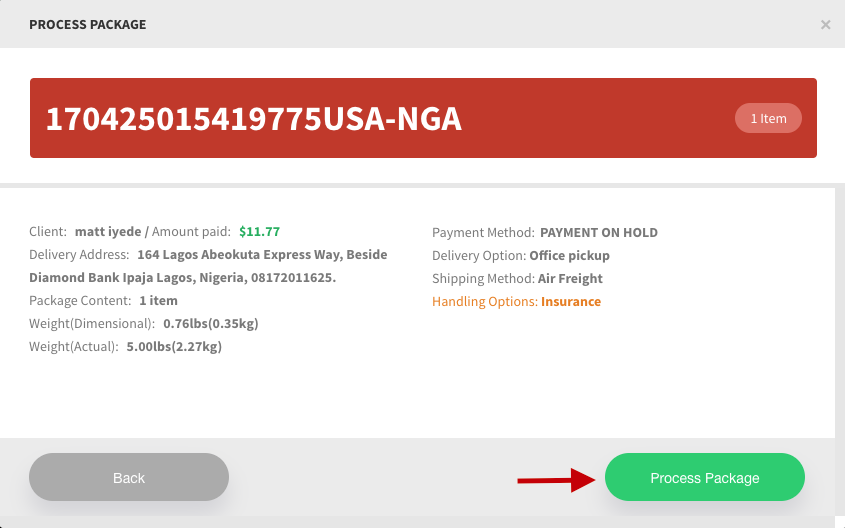 PROCESS PACKAGE
×
170425015419775USA-NGA
1 Item
Client: matt iyede / Amount paid: $11.77
Delivery Address: 164 Lagos Abeokuta Express Way, Beside
Diamond Bank Ipaja Lagos, Nigeria, 08172011625.
Package Content: 1 item
Weight(Dimensional): 0.76lbs(0.35kg)
Weight(Actual): 5.00lbs(2.27kg)
Payment Method: PAYMENT ON HOLD
Delivery Option: Office pickup
Shipping Method: Air Freight
Handling Options: Insurance
Back
Process Package